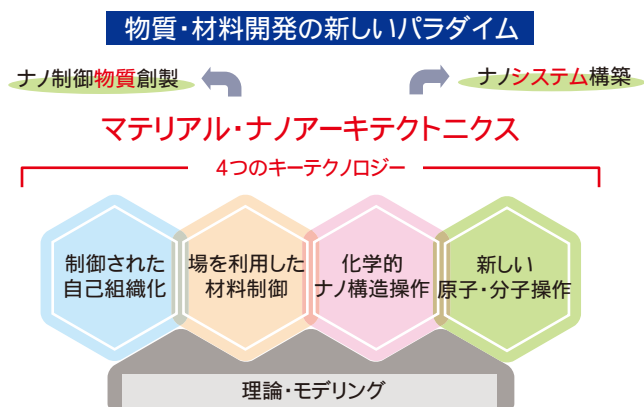 物質・材料開発の新しいパラダイム
ナノ制御物質創製
ナノシステム構築
マテリアル・ナノアーキテクトニクス
4つのキーテクノロジー
制御された
自己組織化
場を利用した
材料制御
化学的
ナノ構造操作
新しい
原子・分子操作
理論・モデリング